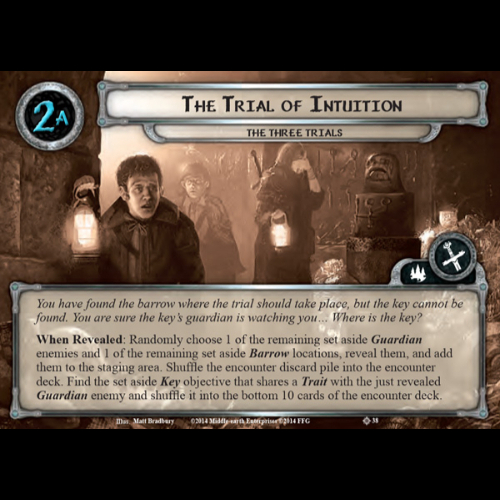 2A
THE TRIAL OF INTUITION
THE THREE TRIALS
You have found the barrow where the trial should take place, but the key cannot be
found. You are sure the key's guardian is watching you... Where is the key?
When Revealed: Randomly choose 1 of the remaining set aside Guardian
enemies and 1 of the remaining set aside Barrow locations, reveal them, and add
them to the staging area. Shuffle the encounter discard pile into the encounter
deck. Find the set aside Key objective that shares a Trait with the just revealed
Guardian enemy and shuffle it into the bottom 10 cards of the encounter deck.
Illus. Matt Bradbury ©2014 Middle-earth Enterprises ©2014 FFG 38